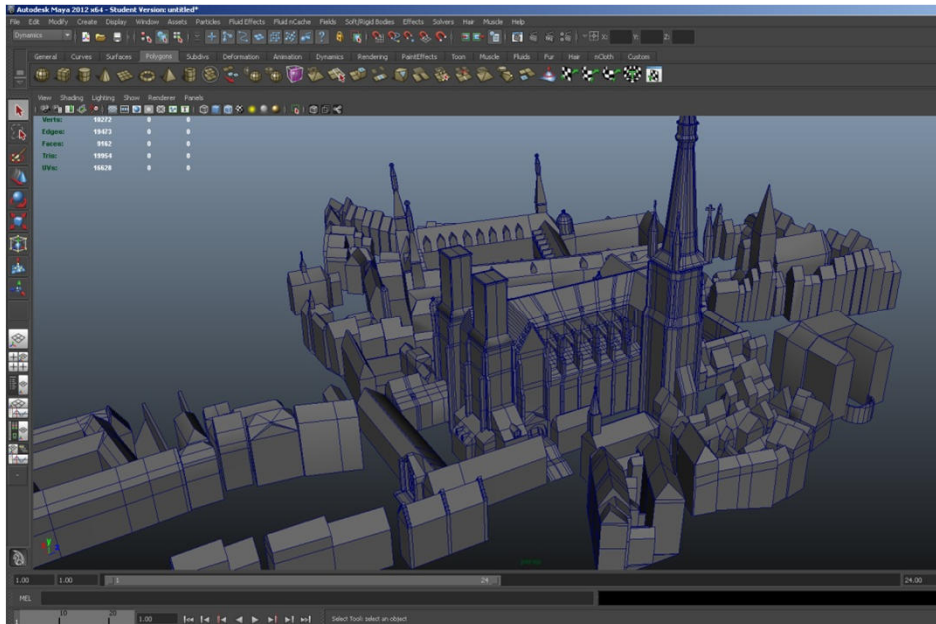 Autodesk Maya 2012 x64 - Student Version: untitled*
File Edit Modify Create Display Window Assets Particles Fluid Effects Fluid nCache Fields Soft/Rigid Bodies Effects Solvers Hair Muscle Help
Dynamics
X: Y: Z:
General Curves Surfaces Polygons Subdivs Deformation Animation Dynamics Rendering PaintEffects Toon Muscle Fluids Fur Hair nCloth Custom
View Shading Lighting Show Renderer Panels
Verts: 10272 0 0
Edges: 19473 0 0
Faces: 9162 0 0
Tris: 19954 0 0
UVs: 16620 0 0
y
1.00 1.00 1 24 24.00
MEL
1 10 20 1.00 Select Tool: select an object